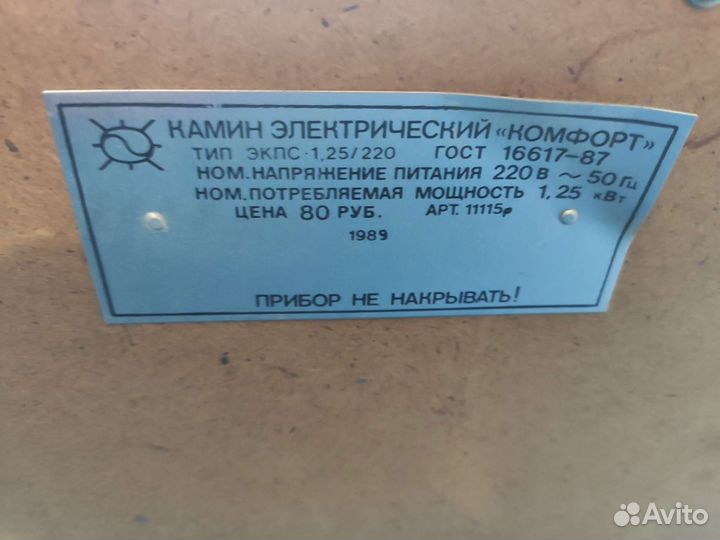 КАМИН ЭЛЕКТРИЧЕСКИЙ «КОМФОРТ»
ТИП ЭКПС-1,25/220 ГОСТ 16617-87
НОМ. НАПРЯЖЕНИЕ ПИТАНИЯ 220 В ~ 50 Гц
НОМ. ПОТРЕБЛЯЕМАЯ МОЩНОСТЬ 1,25 кВт
ЦЕНА 80 РУБ. АРТ. 11115р
1989
ПРИБОР НЕ НАКРЫВАТЬ!
Avito